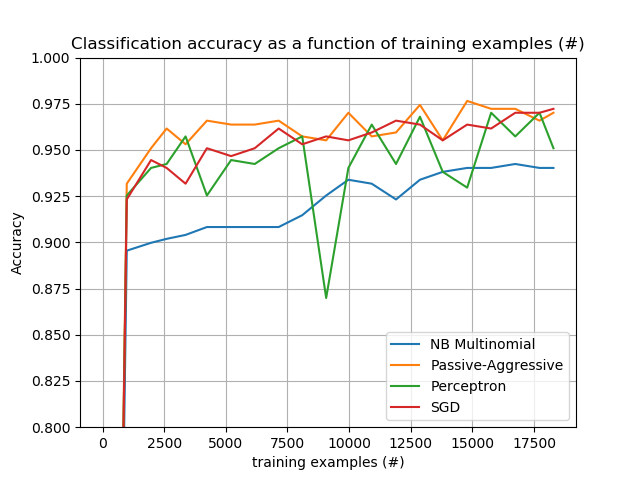 Classification accuracy as a function of training examples (#)
1.000
0.975
0.950
0.925
0.900
0.875
0.850
0.825
0.800
Accuracy
NB Multinomial
Passive-Aggressive
Perceptron
SGD
0 2500 5000 7500 10000 12500 15000 17500
training examples (#)